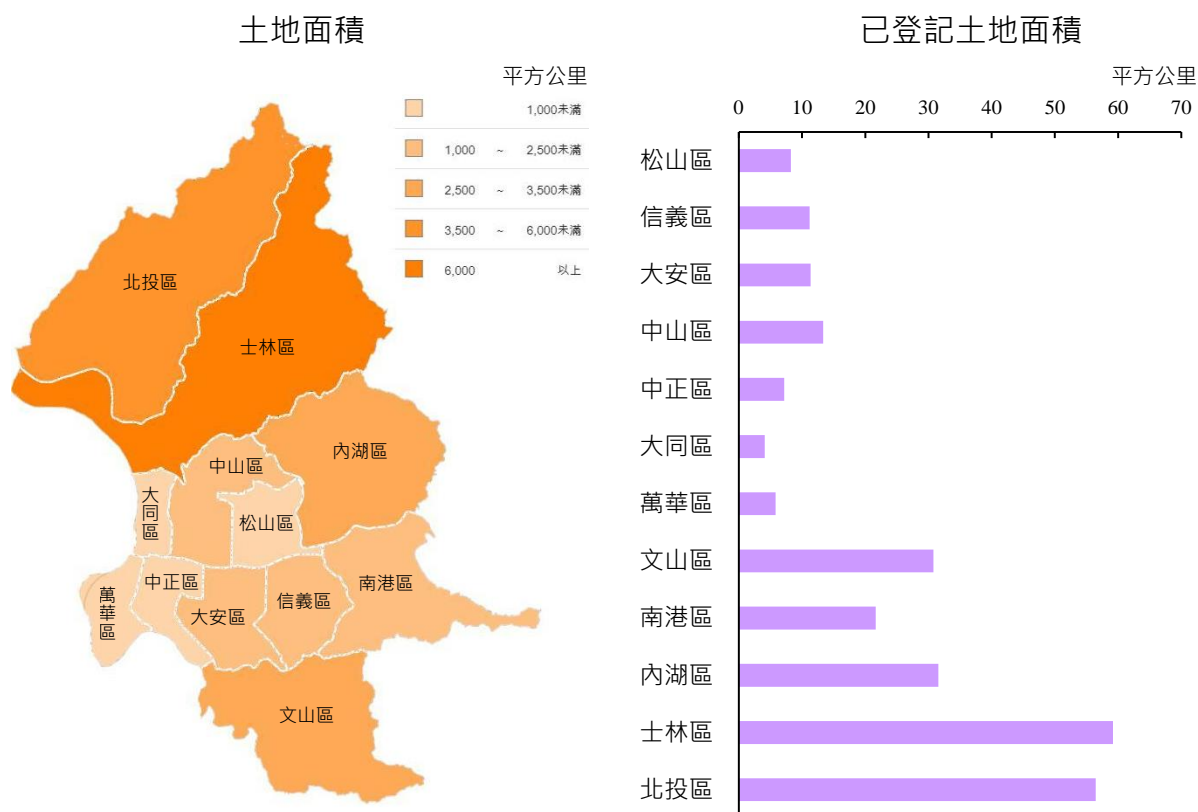 土地面積
平方公里
1,000未滿
1,000 ~ 2,500未滿
2,500 ~ 3,500未滿
3,500 ~ 6,000未滿
6,000 以上
北投區
士林區
內湖區
中山區
大同區
松山區
中正區
萬華區
大安區
信義區
南港區
文山區
已登記土地面積
平方公里
0 10 20 30 40 50 60 70
松山區
信義區
大安區
中山區
中正區
大同區
萬華區
文山區
南港區
內湖區
士林區
北投區